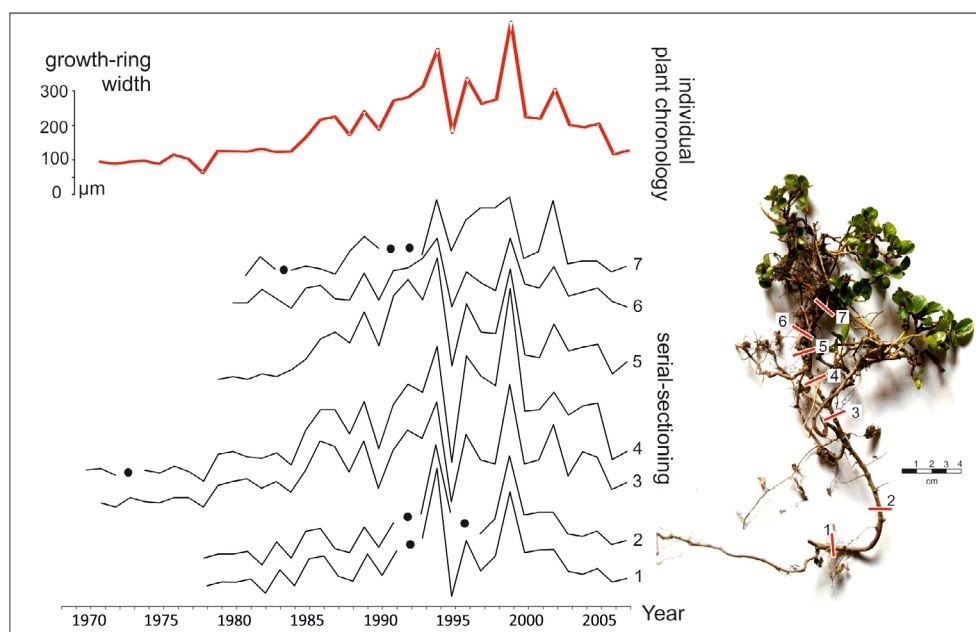 growth-ring
width
300
200
100
0
µm
individual
plant chronology
7
6
5
4
3
2
1
serial-sectioning
1970
1975
1980
1985
1990
1995
2000
2005
Year
7
6
5
4
3
2
1
1 2 3 4
cm